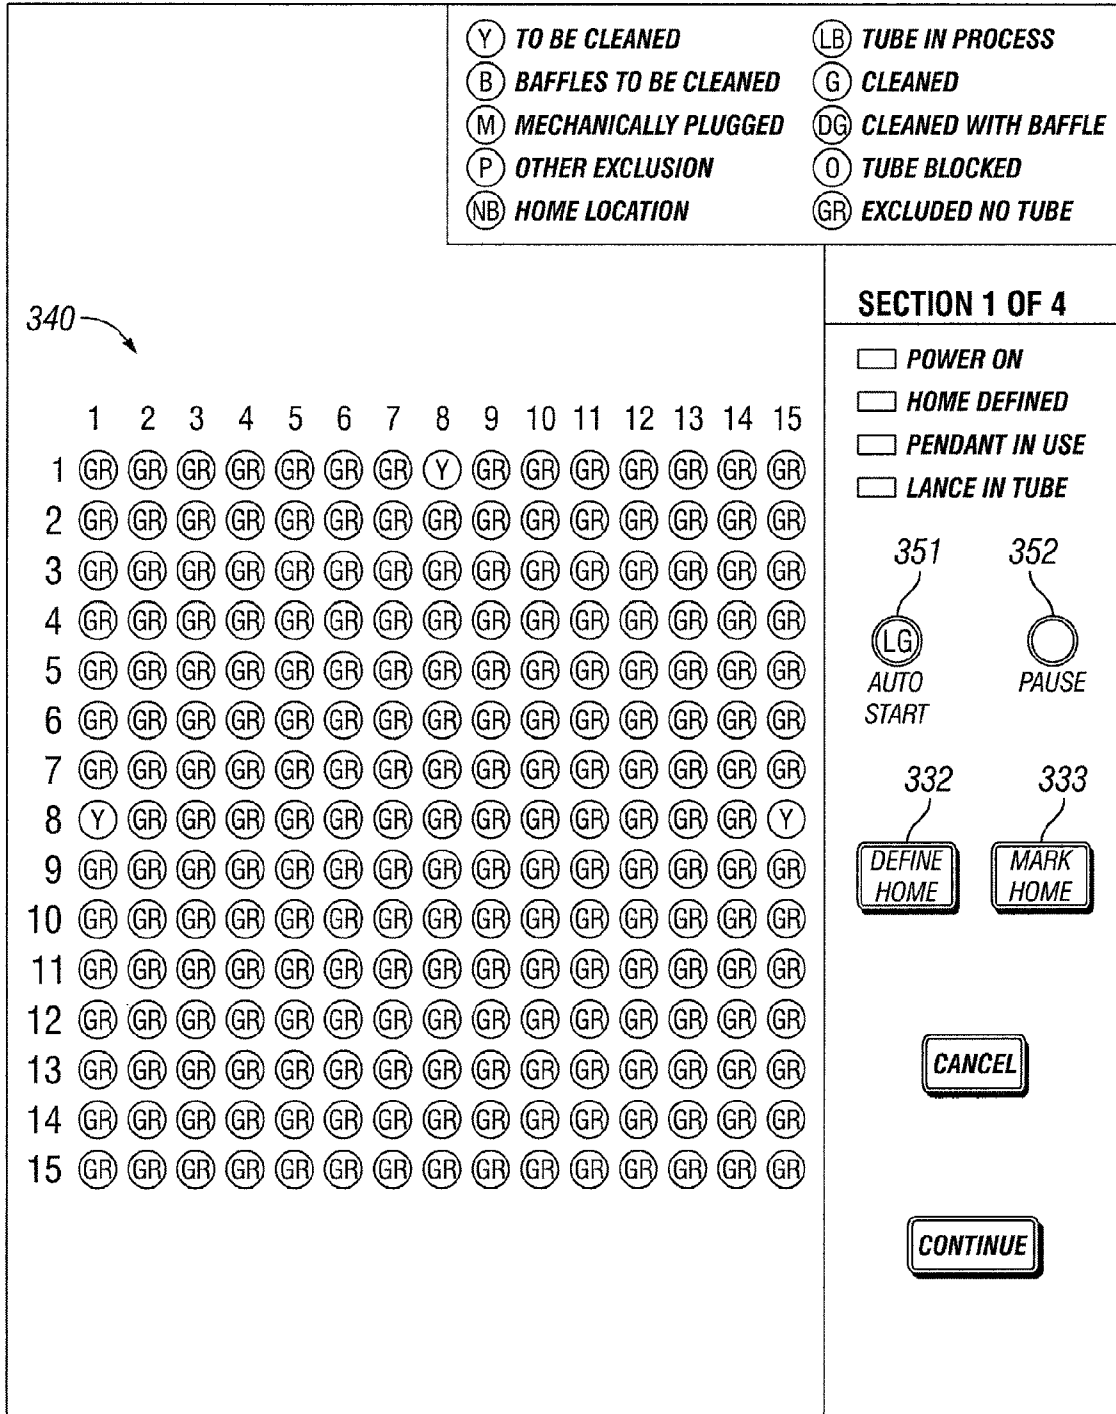 Y TO BE CLEANED LB TUBE IN PROCESS
B BAFFLES TO BE CLEANED G CLEANED
M MECHANICALLY PLUGGED DG CLEANED WITH BAFFLE
P OTHER EXCLUSION O TUBE BLOCKED
NB HOME LOCATION GR EXCLUDED NO TUBE
340
1 2 3 4 5 6 7 8 9 10 11 12 13 14 15
1 GR GR GR GR GR GR GR Y GR GR GR GR GR GR GR
2 GR GR GR GR GR GR GR GR GR GR GR GR GR GR GR
3 GR GR GR GR GR GR GR GR GR GR GR GR GR GR GR
4 GR GR GR GR GR GR GR GR GR GR GR GR GR GR GR
5 GR GR GR GR GR GR GR GR GR GR GR GR GR GR GR
6 GR GR GR GR GR GR GR GR GR GR GR GR GR GR GR
7 GR GR GR GR GR GR GR GR GR GR GR GR GR GR GR
8 Y GR GR GR GR GR GR GR GR GR GR GR GR GR Y
9 GR GR GR GR GR GR GR GR GR GR GR GR GR GR GR
10 GR GR GR GR GR GR GR GR GR GR GR GR GR GR GR
11 GR GR GR GR GR GR GR GR GR GR GR GR GR GR GR
12 GR GR GR GR GR GR GR GR GR GR GR GR GR GR GR
13 GR GR GR GR GR GR GR GR GR GR GR GR GR GR GR
14 GR GR GR GR GR GR GR GR GR GR GR GR GR GR GR
15 GR GR GR GR GR GR GR GR GR GR GR GR GR GR GR
SECTION 1 OF 4
POWER ON
HOME DEFINED
PENDANT IN USE
LANCE IN TUBE
351 352
LG
AUTO PAUSE
START
332 333
DEFINE MARK
HOME HOME
CANCEL
CONTINUE